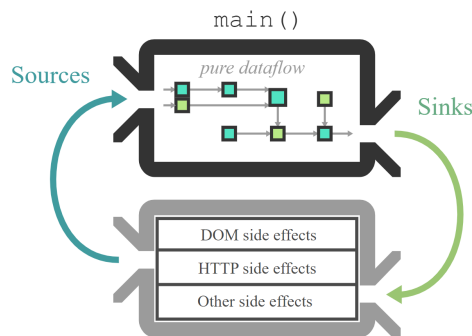 main()
pure dataflow
Sources
Sinks
DOM side effects
HTTP side effects
Other side effects